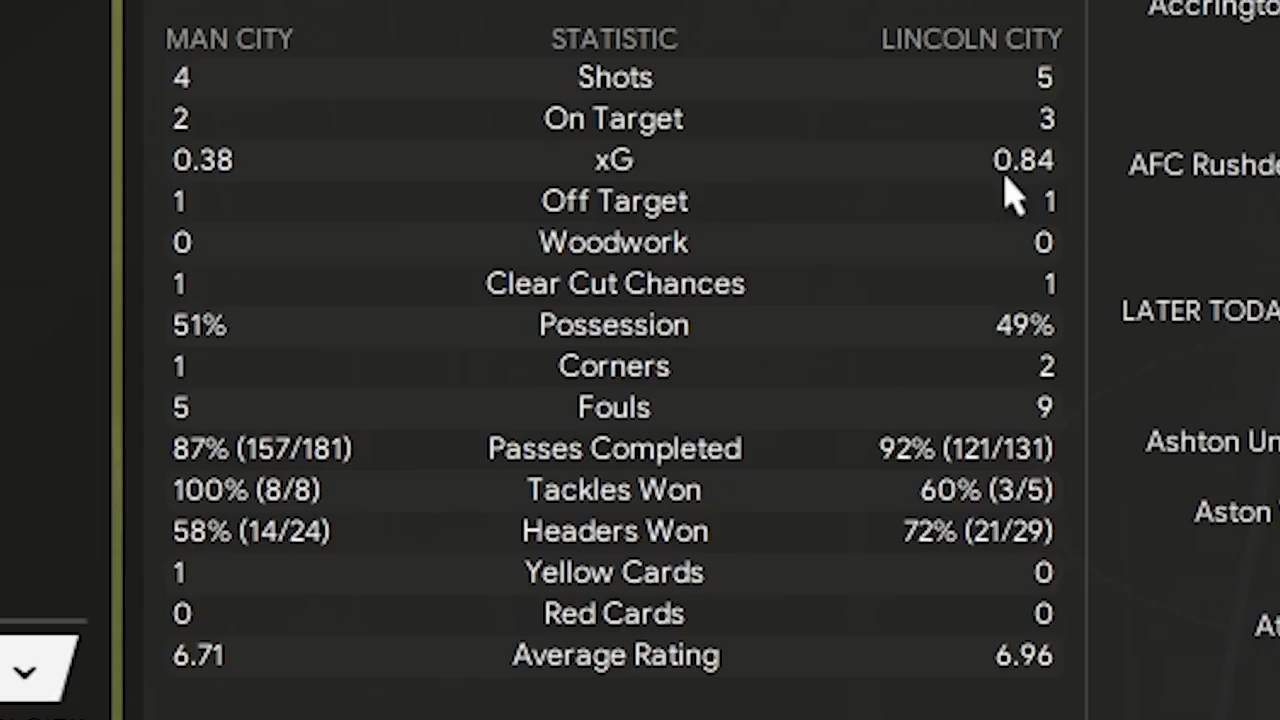 MAN CITY STATISTIC LINCOLN CITY
4 Shots 5
2 On Target 3
0.38 xG 0.84
1 Off Target 1
0 Woodwork 0
1 Clear Cut Chances 1
51% Possession 49%
1 Corners 2
5 Fouls 9
87% (157/181) Passes Completed 92% (121/131)
100% (8/8) Tackles Won 60% (3/5)
58% (14/24) Headers Won 72% (21/29)
1 Yellow Cards 0
0 Red Cards 0
6.71 Average Rating 6.96
Accringto
AFC Rushd
LATER TODA
Ashton Un
Aston
At